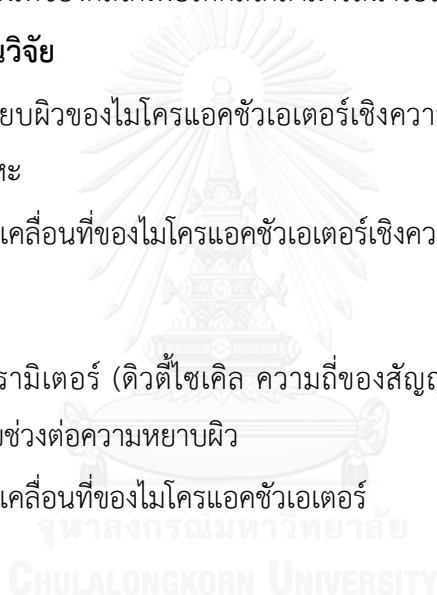 นวิจัย
ยบผิวของไมโครแอคชัวเอเตอร์เชิงควา
หะ
เคลื่อนที่ของไมโครแอคชัวเอเตอร์เชิงคว
รามิเตอร์ (ดิวตี้ไซเคิล ความถี่ของสัญญ
ช่วงต่อความหยาบผิว
เคลื่อนที่ของไมโครแอคชัวเอเตอร์
จุฬาลงกรณ์มหาวิทยาลัย
CHULALONGKORN UNIVERSITY